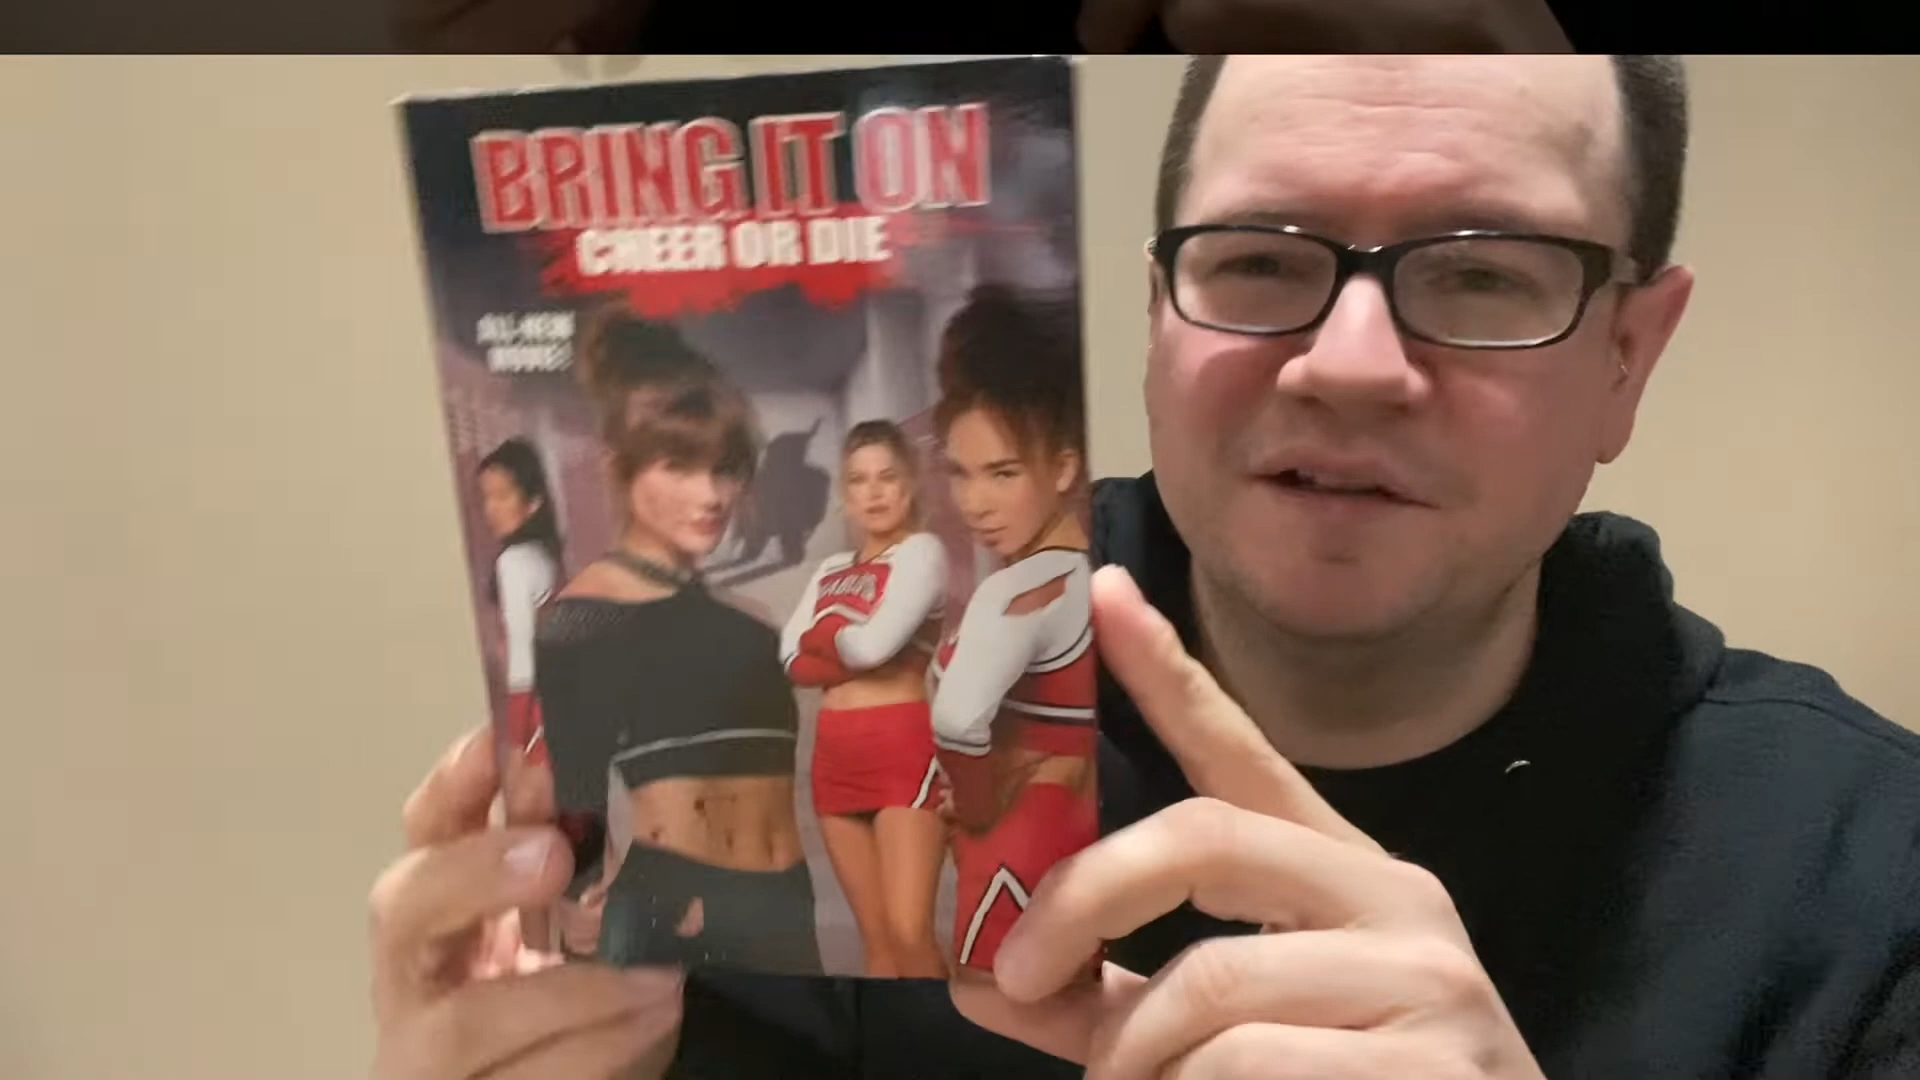 BRING IT ON
CHEER OR DIE
ALL-NEW
MOVIE!